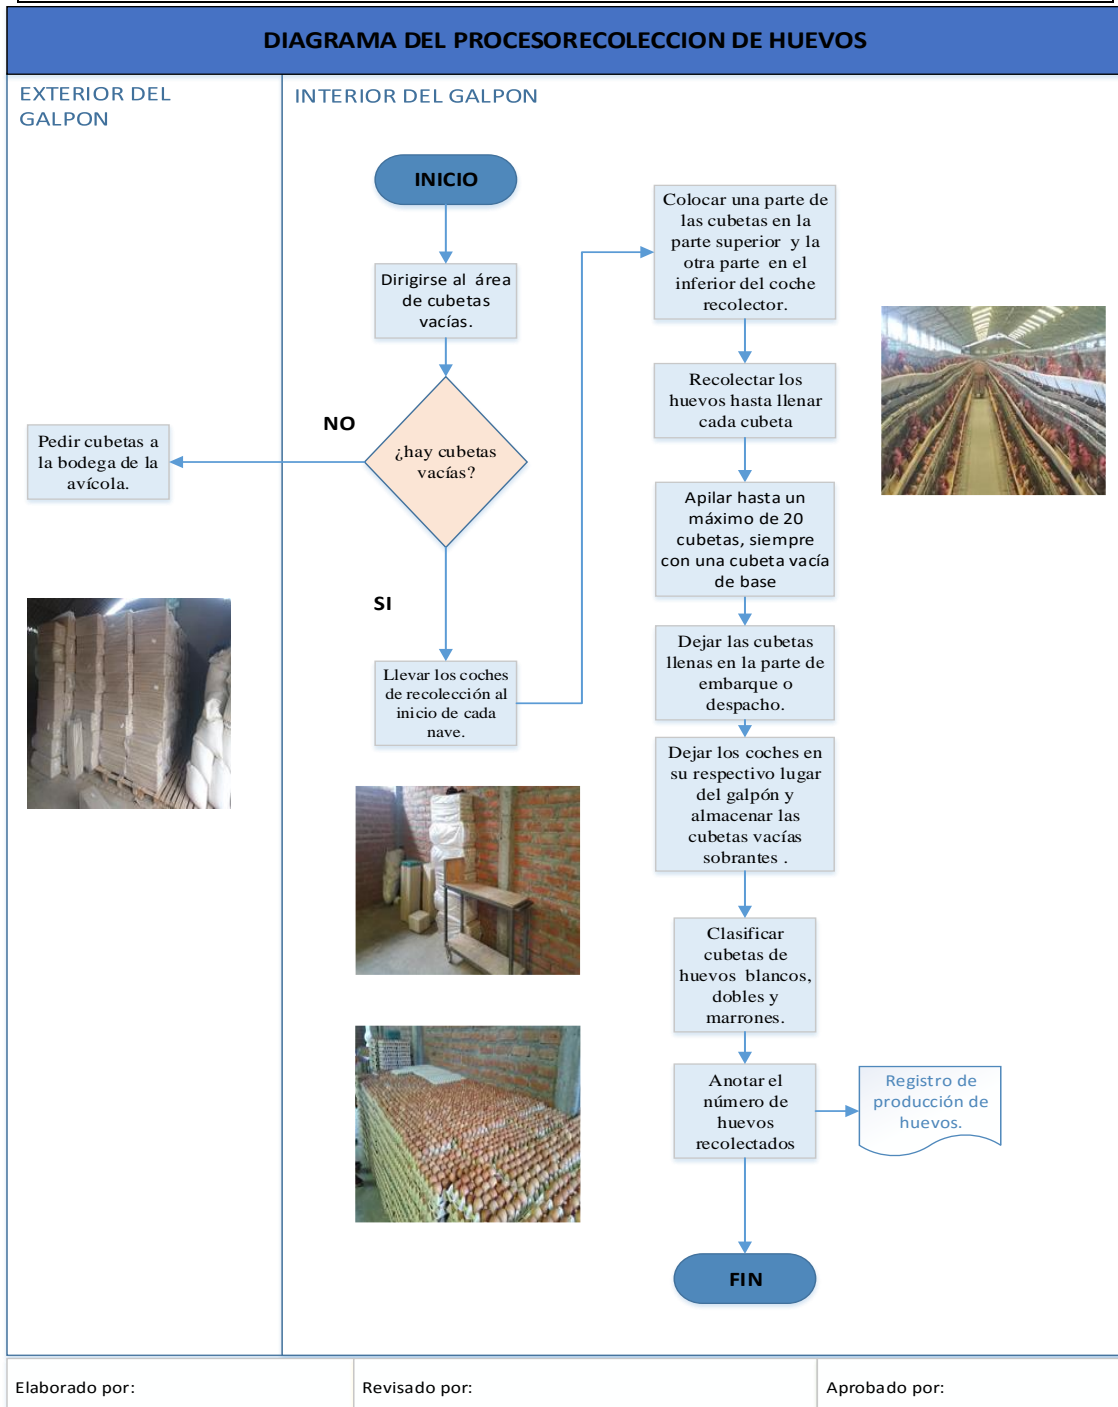 DIAGRAMA DEL PROCESORECOLECCION DE HUEVOS
EXTERIOR DEL
GALPON
INTERIOR DEL GALPON
INICIO
Dirigirse al área
de cubetas
vacías.
¿hay cubetas
vacías?
NO
Pedir cubetas a
la bodega de la
avícola.
SI
Llevar los coches
de recolección al
inicio de cada
nave.
Colocar una parte de
las cubetas en la
parte superior y la
otra parte en el
inferior del coche
recolector.
Recolectar los
huevos hasta llenar
cada cubeta
Apilar hasta un
máximo de 20
cubetas, siempre
con una cubeta vacía
de base
Dejar las cubetas
llenas en la parte de
embarque o
despacho.
Dejar los coches en
su respectivo lugar
del galpón y
almacenar las
cubetas vacías
sobrantes .
Clasificar
cubetas de
huevos blancos,
dobles y
marrones.
Anotar el
número de
huevos
recolectados
Registro de
producción de
huevos.
FIN
Elaborado por:
Revisado por:
Aprobado por: